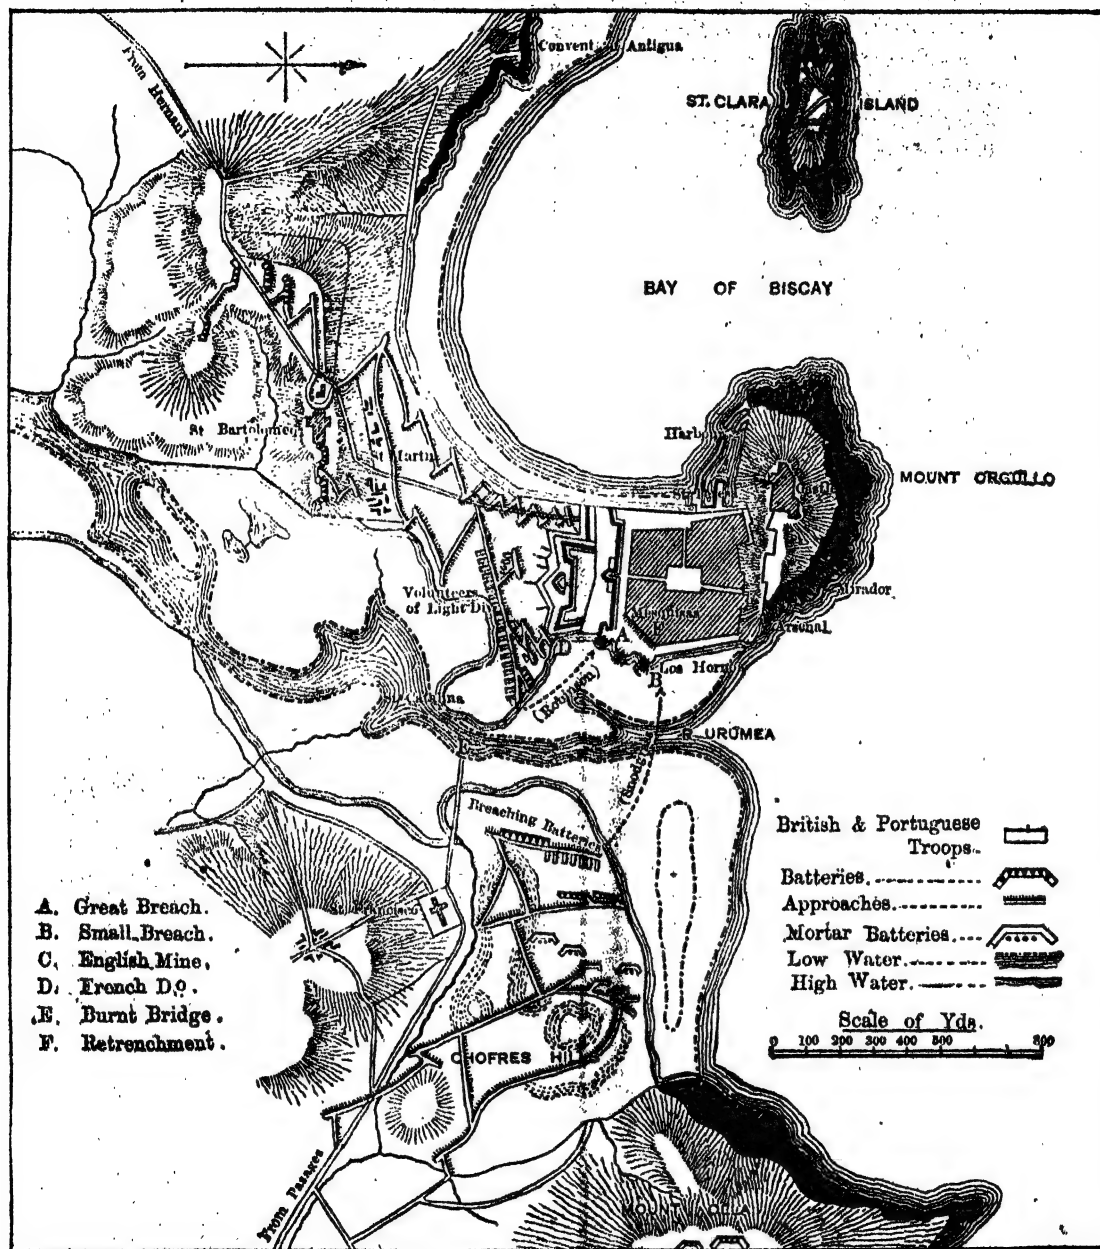 From Hernani
Convent Antigua
ST. CLARA ISLAND
BAY OF BISCAY
St Bartolomeo
St Martin
MOUNT ORGULLO
Mirador
Arsenal
Volunteers
of Light Di
A
Los Horn
B
(Robinson)
R. URUMEA
Breaching Batteries
British & Portuguese
Troops.
Batteries.
Approaches.
Mortar Batteries.
Low Water.
High Water.
Scale of Yds.
0 100 200 300 400 500 800
A. Great Breach.
B. Small Breach.
C. English Mine.
D. French Do.
E. Burnt Bridge.
F. Retrenchment.
CHOFRES HILL
From Passages
MOUNT